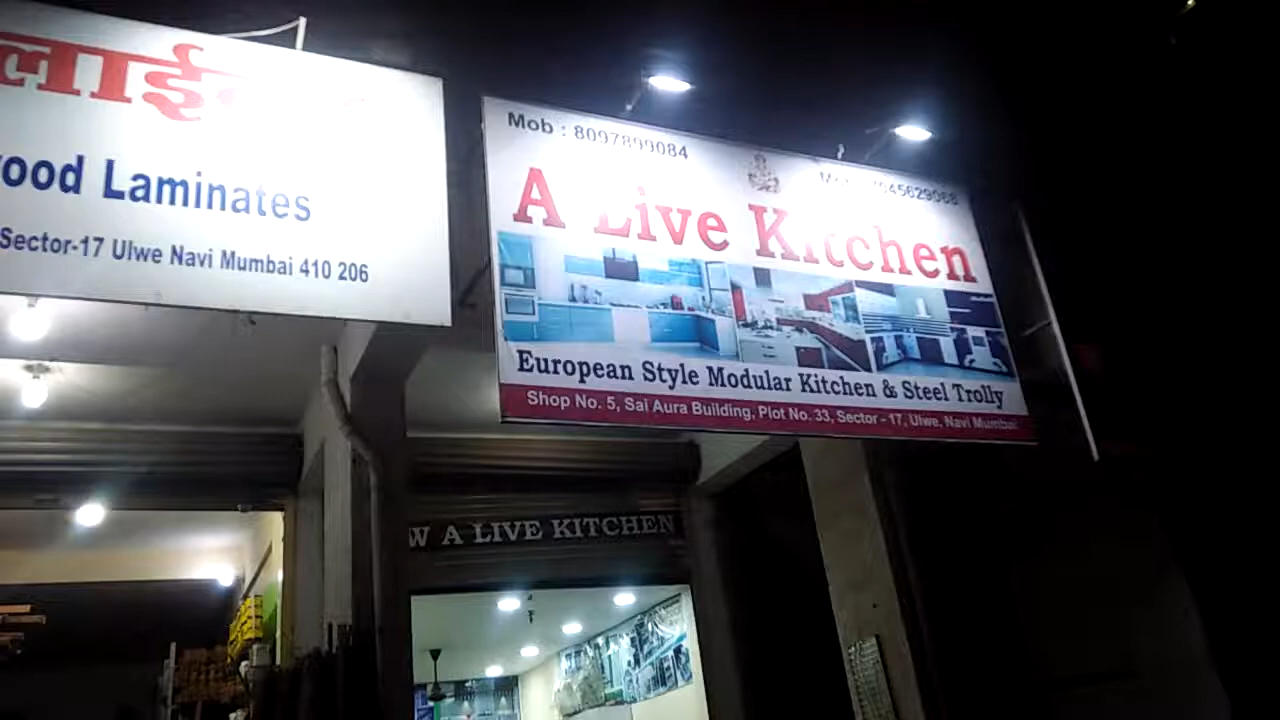 लाई
ood Laminates
Sector-17 Ulwe Navi Mumbai 410 206
Mob : 8097899084
A Live Kitchen
European Style Modular Kitchen & Steel Trolly
Shop No. 5, Sai Aura Building, Plot No. 33, Sector - 17, Ulwe, Navi Mumbai
W A LIVE KITCHEN